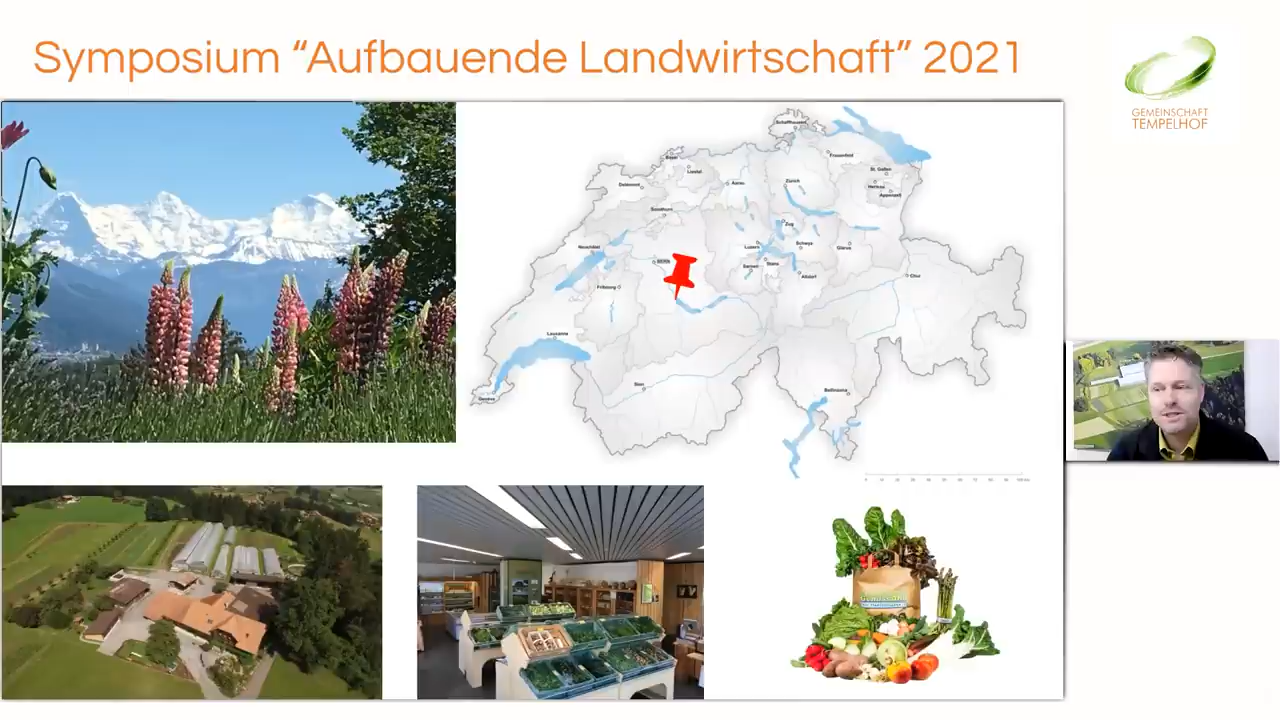 Symposium “Aufbauende Landwirtschaft” 2021
GEMEINSCHAFT
TEMPELHOF
Schaffhausen
Basel
Liestal
Frauenfeld
Delémont
Aarau
Zürich
St. Gallen
Herisau
Appenzell
Solothurn
Zug
Neuchâtel
Luzern
Schwyz
Glarus
BERN
Stans
Sarnen
Altdorf
Chur
Fribourg
Lausanne
Sion
Bellinzona
Genève